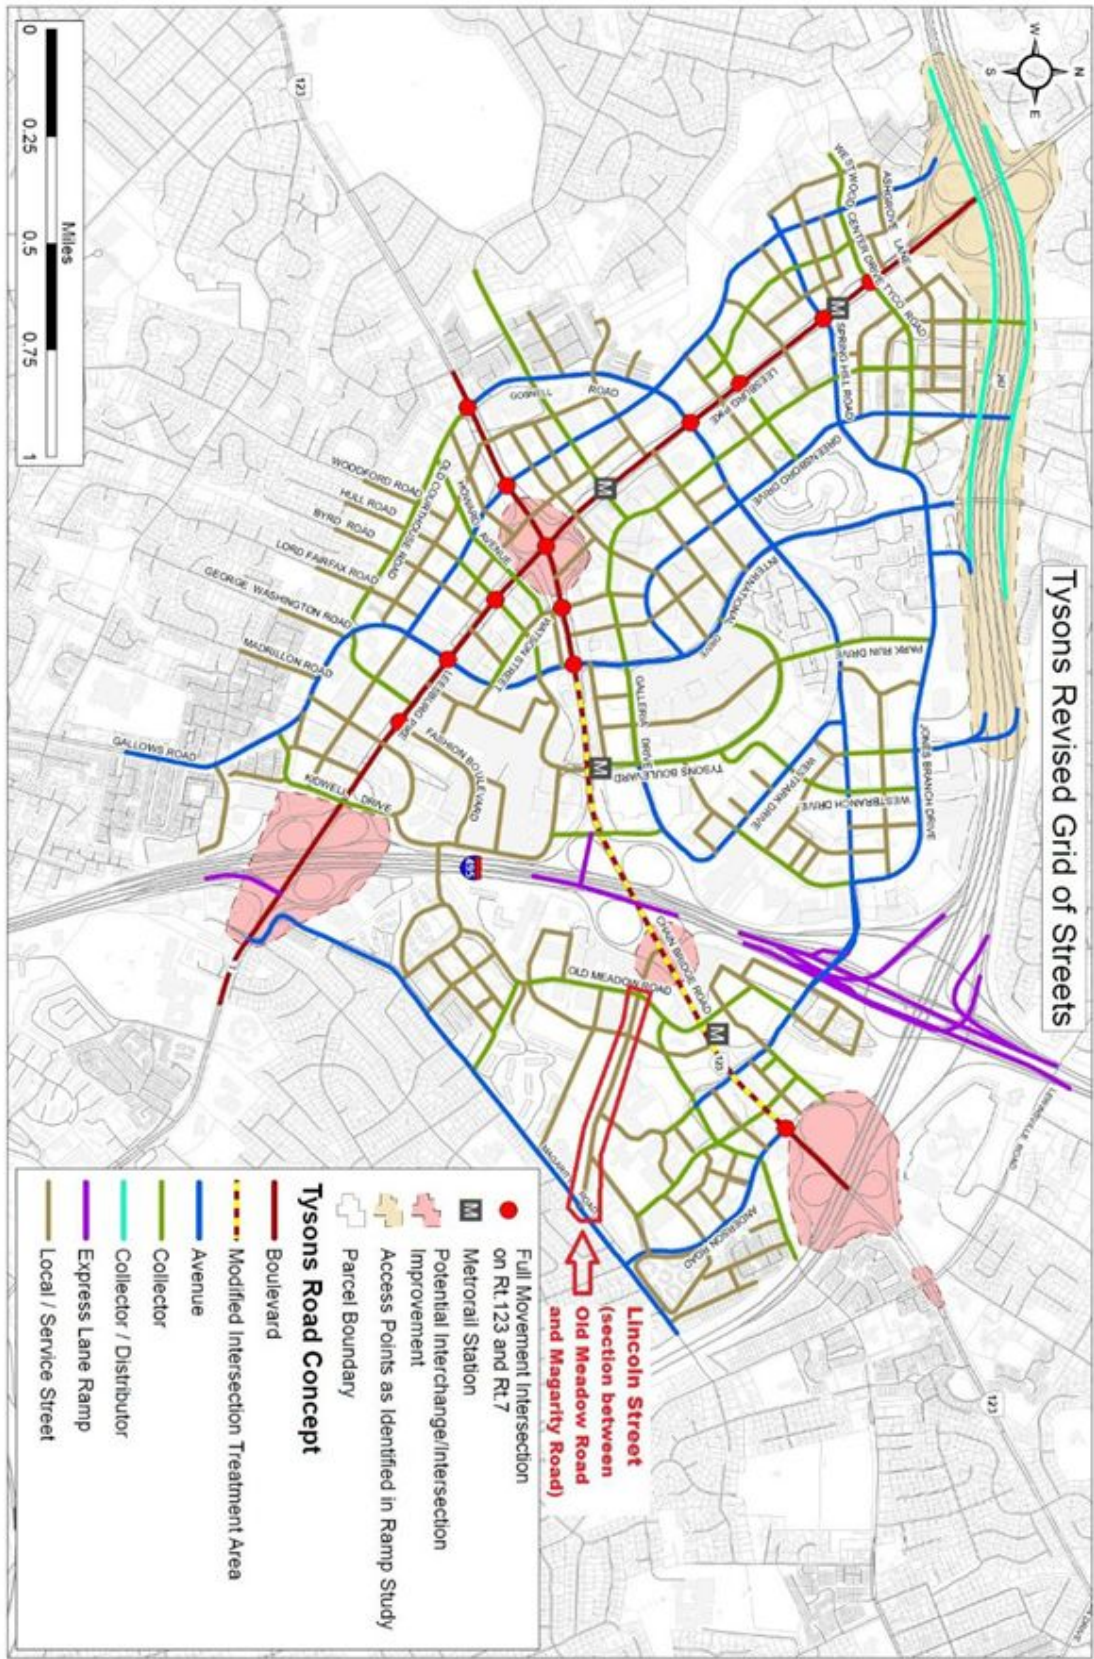 Tysons Revised Grid of Streets
N
W
E
S
123
267
WESTWOOD CENTER DRIVE
ASHGROVE LANE
TYCO ROAD
SPRING HILL ROAD
LEESBURG PIKE
GREENSBORO DRIVE
INTERNATIONAL DRIVE
PARK RUN DRIVE
JONES BRANCH DRIVE
WESTBRANCH DRIVE
WESTPARK DRIVE
TYSONS BOULEVARD
GALLERIA DRIVE
GOSNELL ROAD
WOODFORD ROAD
HULL ROAD
BYRD ROAD
LORD FAIRFAX ROAD
GEORGE WASHINGTON ROAD
MADRILLON ROAD
GALLOWS ROAD
OLD COURTHOUSE ROAD
HOWARD AVENUE
WATSON STREET
LEESBURG PIKE
FASHION BOULEVARD
KIDWELL DRIVE
M
M
M
M
495
7
CHAIN BRIDGE ROAD
OLD MEADOW ROAD
123
ANDERSON ROAD
LEWINSVILLE ROAD
123
Lincoln Street
(section between
Old Meadow Road
and Magarity Road)
0
0.25
0.5
0.75
1
Miles
Full Movement Intersection
on Rt.123 and Rt.7
M
Metrorail Station
Potential Interchange/Intersection
Improvement
Access Points as Identified in Ramp Study
Parcel Boundary
Tysons Road Concept
Boulevard
Modified Intersection Treatment Area
Avenue
Collector
Collector / Distributor
Express Lane Ramp
Local / Service Street